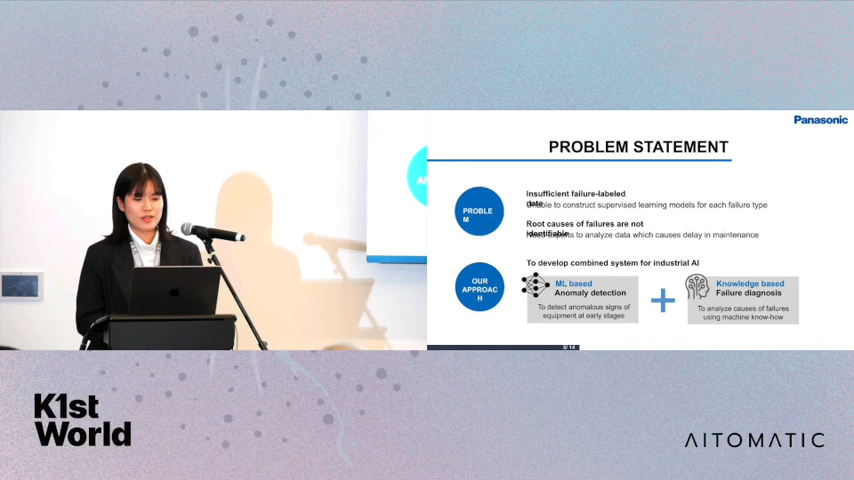 Panasonic
PROBLEM STATEMENT
PROBLE
M
Insufficient failure-labeled
date
Unable to construct supervised learning models for each failure type
Root causes of failures are not
identifiable
Need experts to analyze data which causes delay in maintenance
OUR
APPROAC
H
To develop combined system for industrial AI
ML based
Anomaly detection
To detect anomalous signs of
equipment at early stages
Knowledge based
Failure diagnosis
To analyze causes of failures
using machine know-how
5/ 14
K1st
World
AITOMATIC